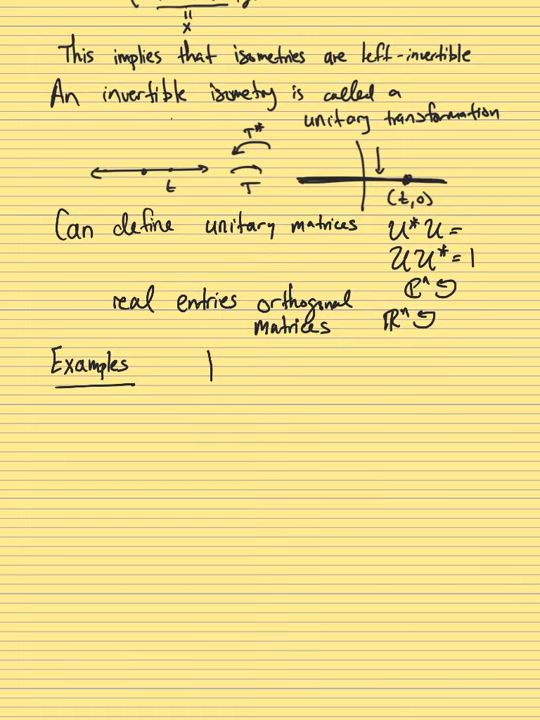 x
This implies that isometries are left-invertible
An invertible isometry is called a
unitary transformation
T*
t T (t,0)
Can define unitary matrices U*U=
UU*=1
ℂⁿ↺
real entries orthogonal
matrices ℝⁿ↺
Examples |